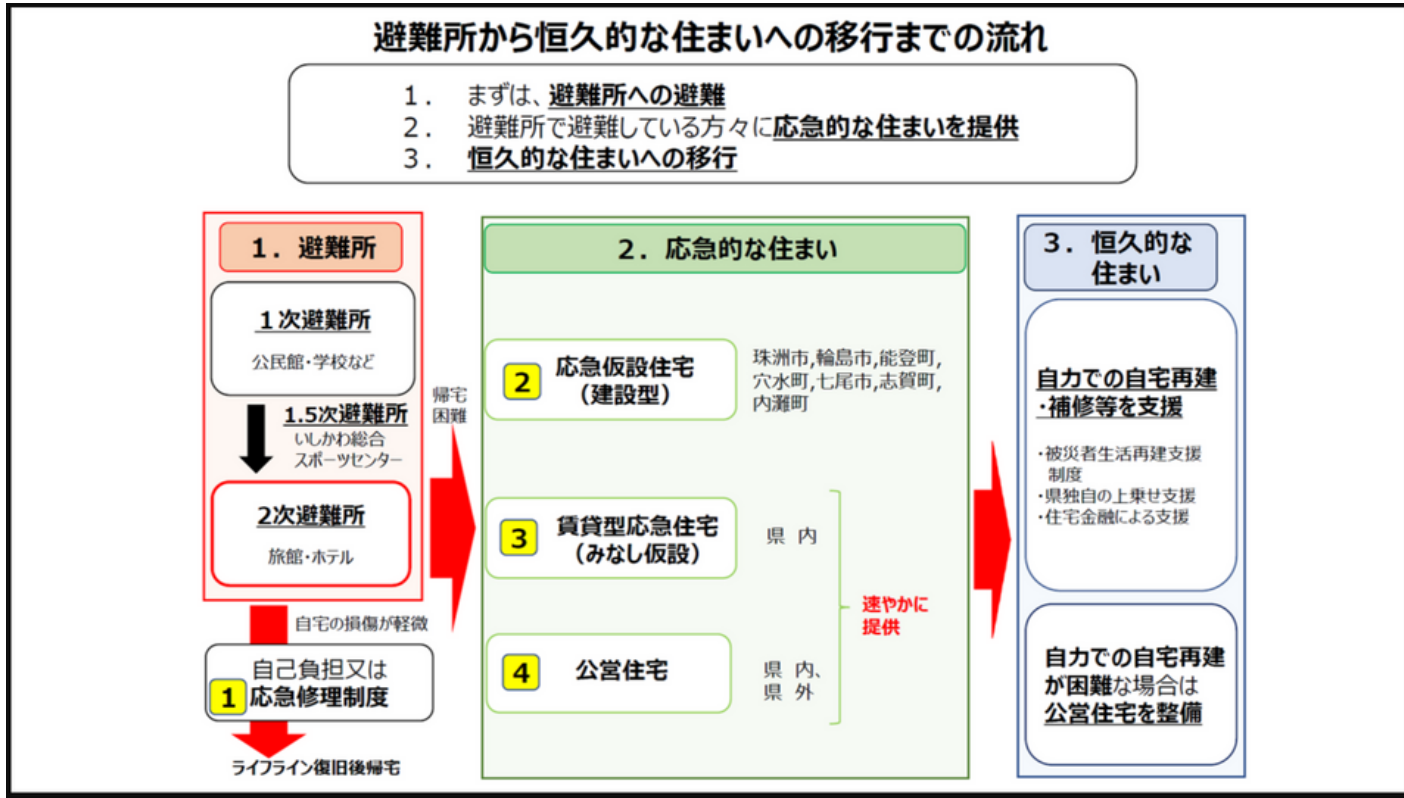 避難所から恒久的な住まいへの移行までの流れ
1. まずは、避難所への避難
2. 避難所で避難している方々に応急的な住まいを提供
3. 恒久的な住まいへの移行
1. 避難所
1次避難所
公民館・学校など
1.5次避難所
いしかわ総合
スポーツセンター
2次避難所
旅館・ホテル
自宅の損傷が軽微
自己負担又は
1 応急修理制度
ライフライン復旧後帰宅
帰宅
困難
2. 応急的な住まい
2 応急仮設住宅
(建設型)
珠洲市,輪島市,能登町,
穴水町,七尾市,志賀町,
内灘町
3 賃貸型応急住宅
(みなし仮設)
県 内
4 公営住宅
県 内、
県 外
速やかに
提供
3. 恒久的な
住まい
自力での自宅再建
・補修等を支援
・被災者生活再建支援
制度
・県独自の上乗せ支援
・住宅金融による支援
自力での自宅再建
が困難な場合は
公営住宅を整備